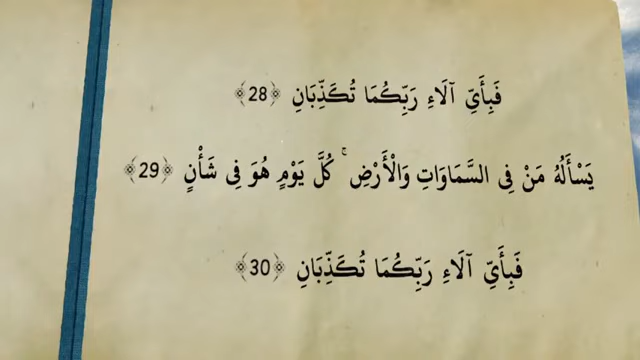 فَبِأَيِّ آلَاءِ رَبِّكُمَا تُكَذِّبَانِ ﴿28﴾
يَسْأَلُهُ مَنْ فِى السَّمَاوَاتِ وَالْأَرْضِ ۚ كُلَّ يَوْمٍ هُوَ فِى شَأْنٍ ﴿29﴾
فَبِأَيِّ آلَاءِ رَبِّكُمَا تُكَذِّبَانِ ﴿30﴾